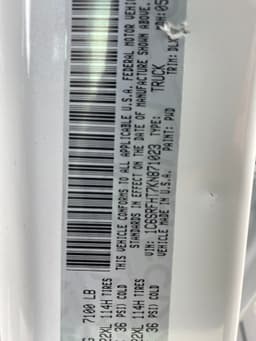 7100 LB
22XL 114H TIRES
36 PSI) COLD
22XL 114H TIRES
36 PSI) COLD
THIS VEHICLE CONFORMS TO ALL APPLICABLE U.S.A. FEDERAL MOTOR
STANDARDS IN EFFECT ON THE DATE OF MANUFACTURE SHOWN ABOVE.
VIN: 1C6SRFHT7KN871023 TYPE: TRUCK
VEHICLE MADE IN U.S.A. PAINT: PWD TRIM: